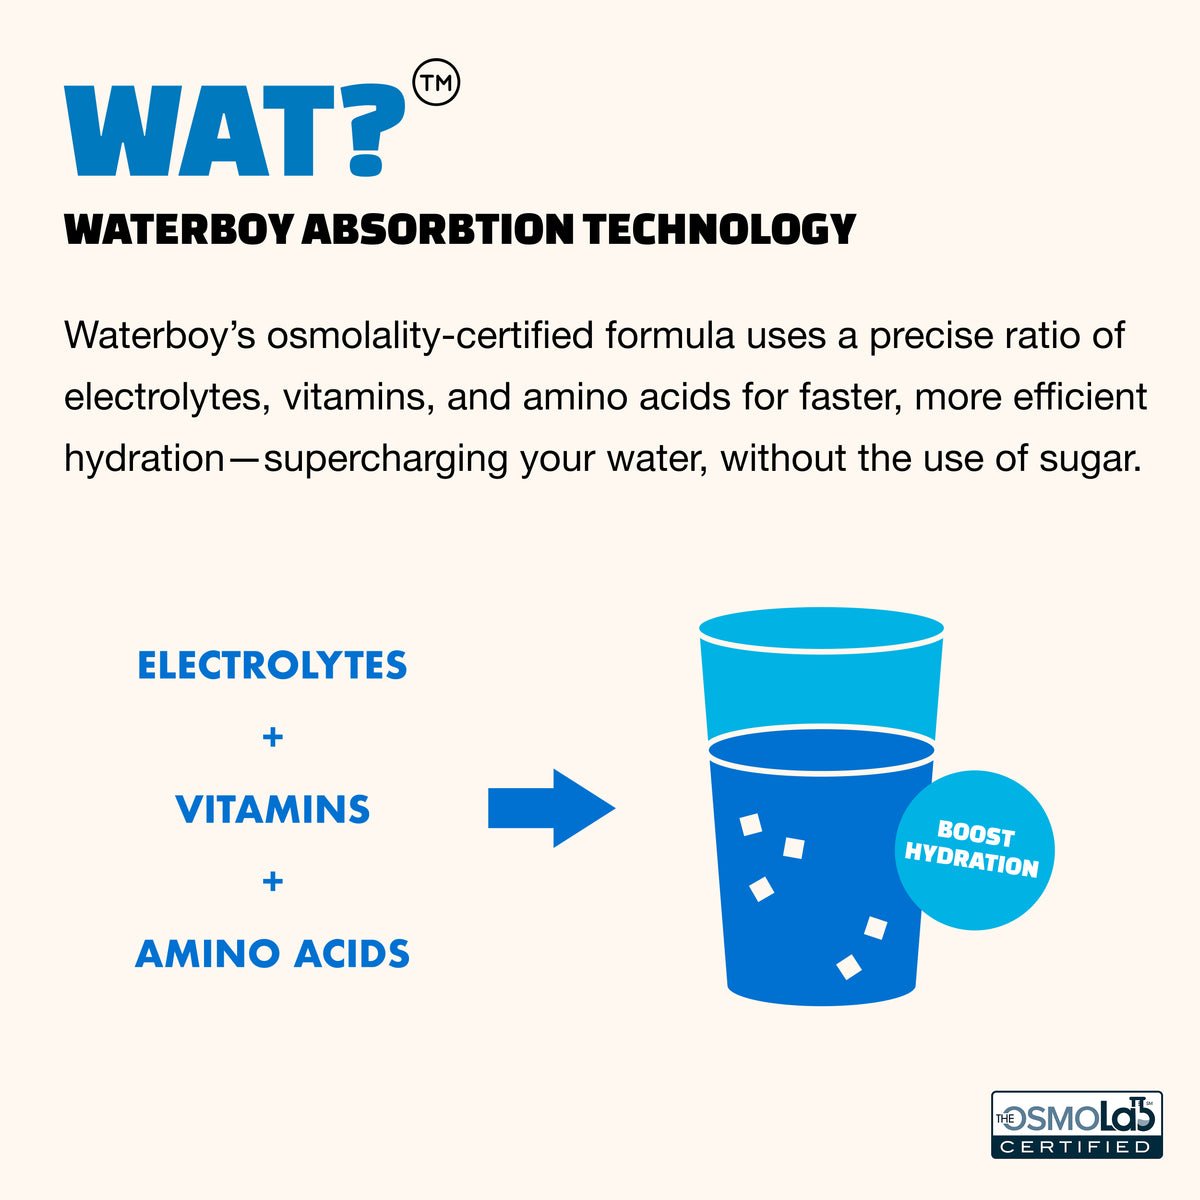 WAT?
TM
WATERBOY ABSORBTION TECHNOLOGY
Waterboy’s osmolality-certified formula uses a precise ratio of
electrolytes, vitamins, and amino acids for faster, more efficient
hydration—supercharging your water, without the use of sugar.
ELECTROLYTES
+
VITAMINS
+
AMINO ACIDS
BOOST
HYDRATION
THE OSMOLab SM
CERTIFIED